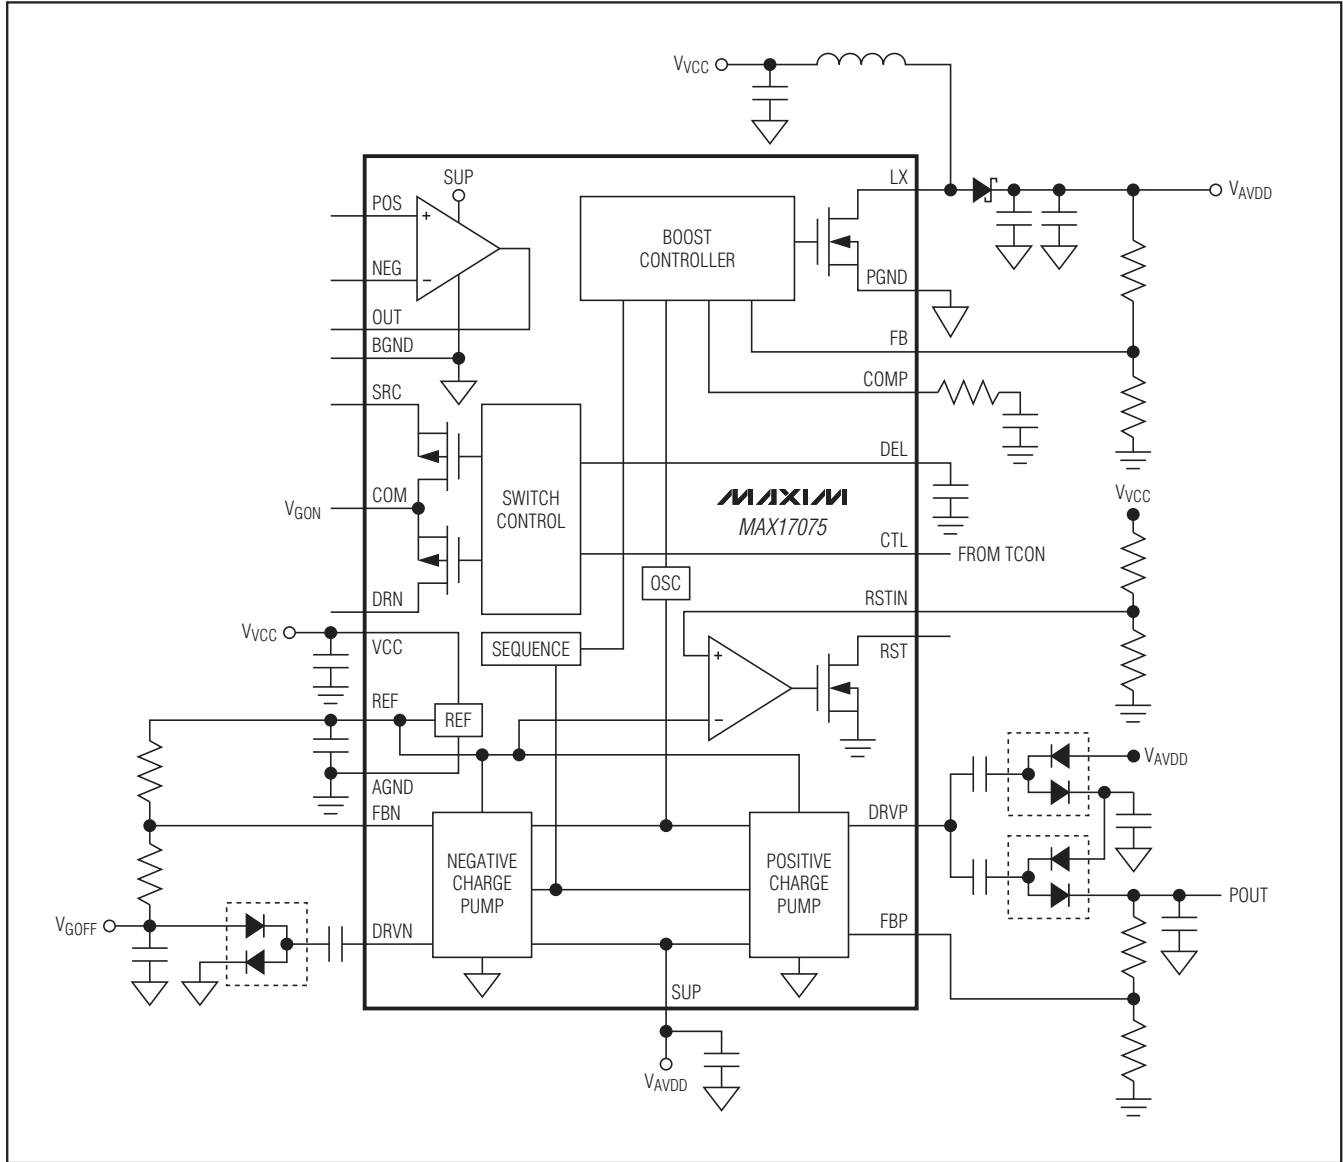 VVCC
LX
VAVDD
SUP
POS
+
NEG
−
OUT
BGND
BOOST
CONTROLLER
PGND
FB
COMP
SRC
COM
VGON
DRN
SWITCH
CONTROL
DEL
MAXIM
MAX17075
CTL
FROM TCON
VVCC
OSC
RSTIN
RST
+
−
VVCC
VCC
SEQUENCE
REF
REF
AGND
FBN
NEGATIVE
CHARGE
PUMP
POSITIVE
CHARGE
PUMP
DRVP
VAVDD
FBP
POUT
VGOFF
DRVN
SUP
VAVDD